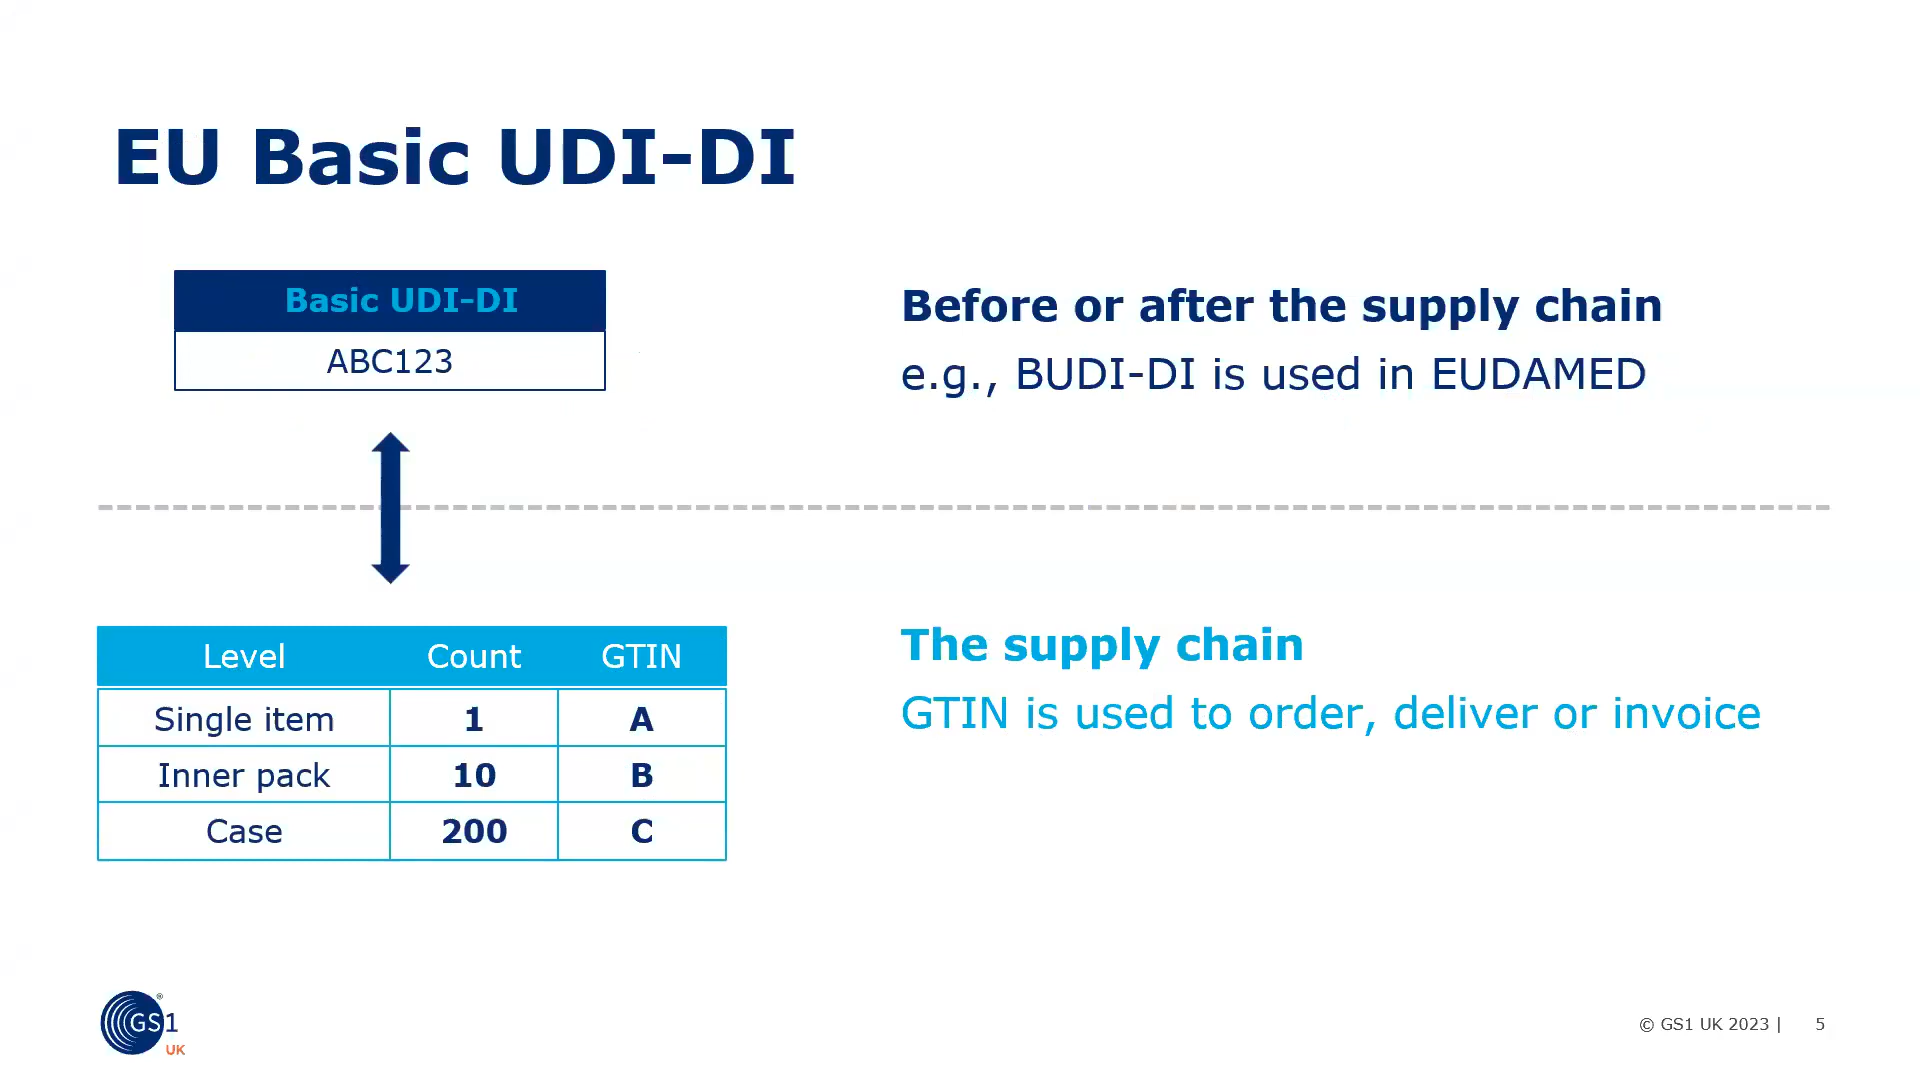 EU Basic UDI-DI
Basic UDI-DI
ABC123
Before or after the supply chain
e.g., BUDI-DI is used in EUDAMED
Level Count GTIN
Single item 1 A
Inner pack 10 B
Case 200 C
The supply chain
GTIN is used to order, deliver or invoice
GS1
®
UK
© GS1 UK 2023 | 5